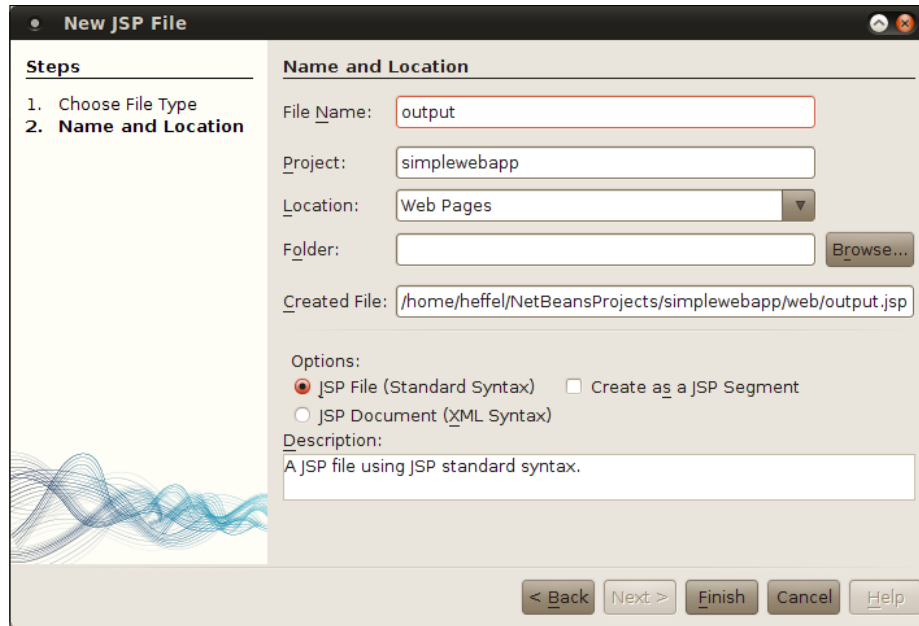 New JSP File
Steps
1. Choose File Type
2. Name and Location
Name and Location
File Name: output
Project: simplewebapp
Location: Web Pages
Folder: Browse...
Created File: /home/heffel/NetBeansProjects/simplewebapp/web/output.jsp
Options:
JSP File (Standard Syntax) Create as a JSP Segment
JSP Document (XML Syntax)
Description:
A JSP file using JSP standard syntax.
< Back Next > Finish Cancel Help